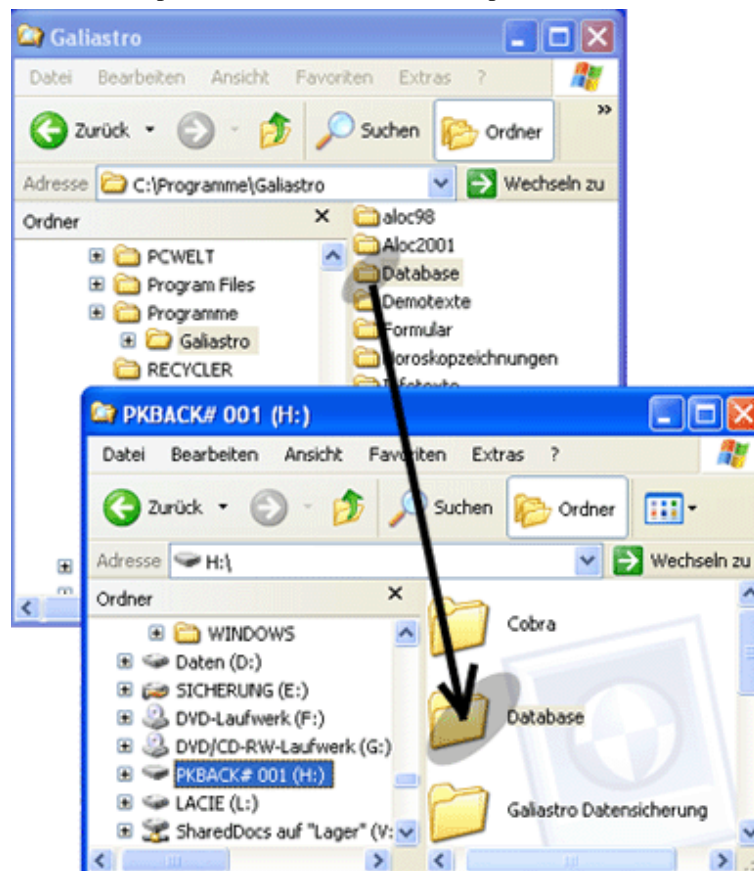 Galiastro
Datei Bearbeiten Ansicht Favoriten Extras ?
Zurück Suchen Ordner »
Adresse C:\Programme\Galiastro Wechseln zu
Ordner
PCWELT
Program Files
Programme
Galiastro
RECYCLER
aloc98
Aloc2001
Database
Demotexte
Formular
Horoskopzeichnungen
Infotexte
PKBACK# 001 (H:)
Datei Bearbeiten Ansicht Favoriten Extras ?
Zurück Suchen Ordner
Adresse H:\ Wechseln zu
Ordner
WINDOWS
Daten (D:)
SICHERUNG (E:)
DVD-Laufwerk (F:)
DVD/CD-RW-Laufwerk (G:)
PKBACK# 001 (H:)
LACIE (L:)
SharedDocs auf "Lager" (V:
Cobra
Database
Galiastro Datensicherung